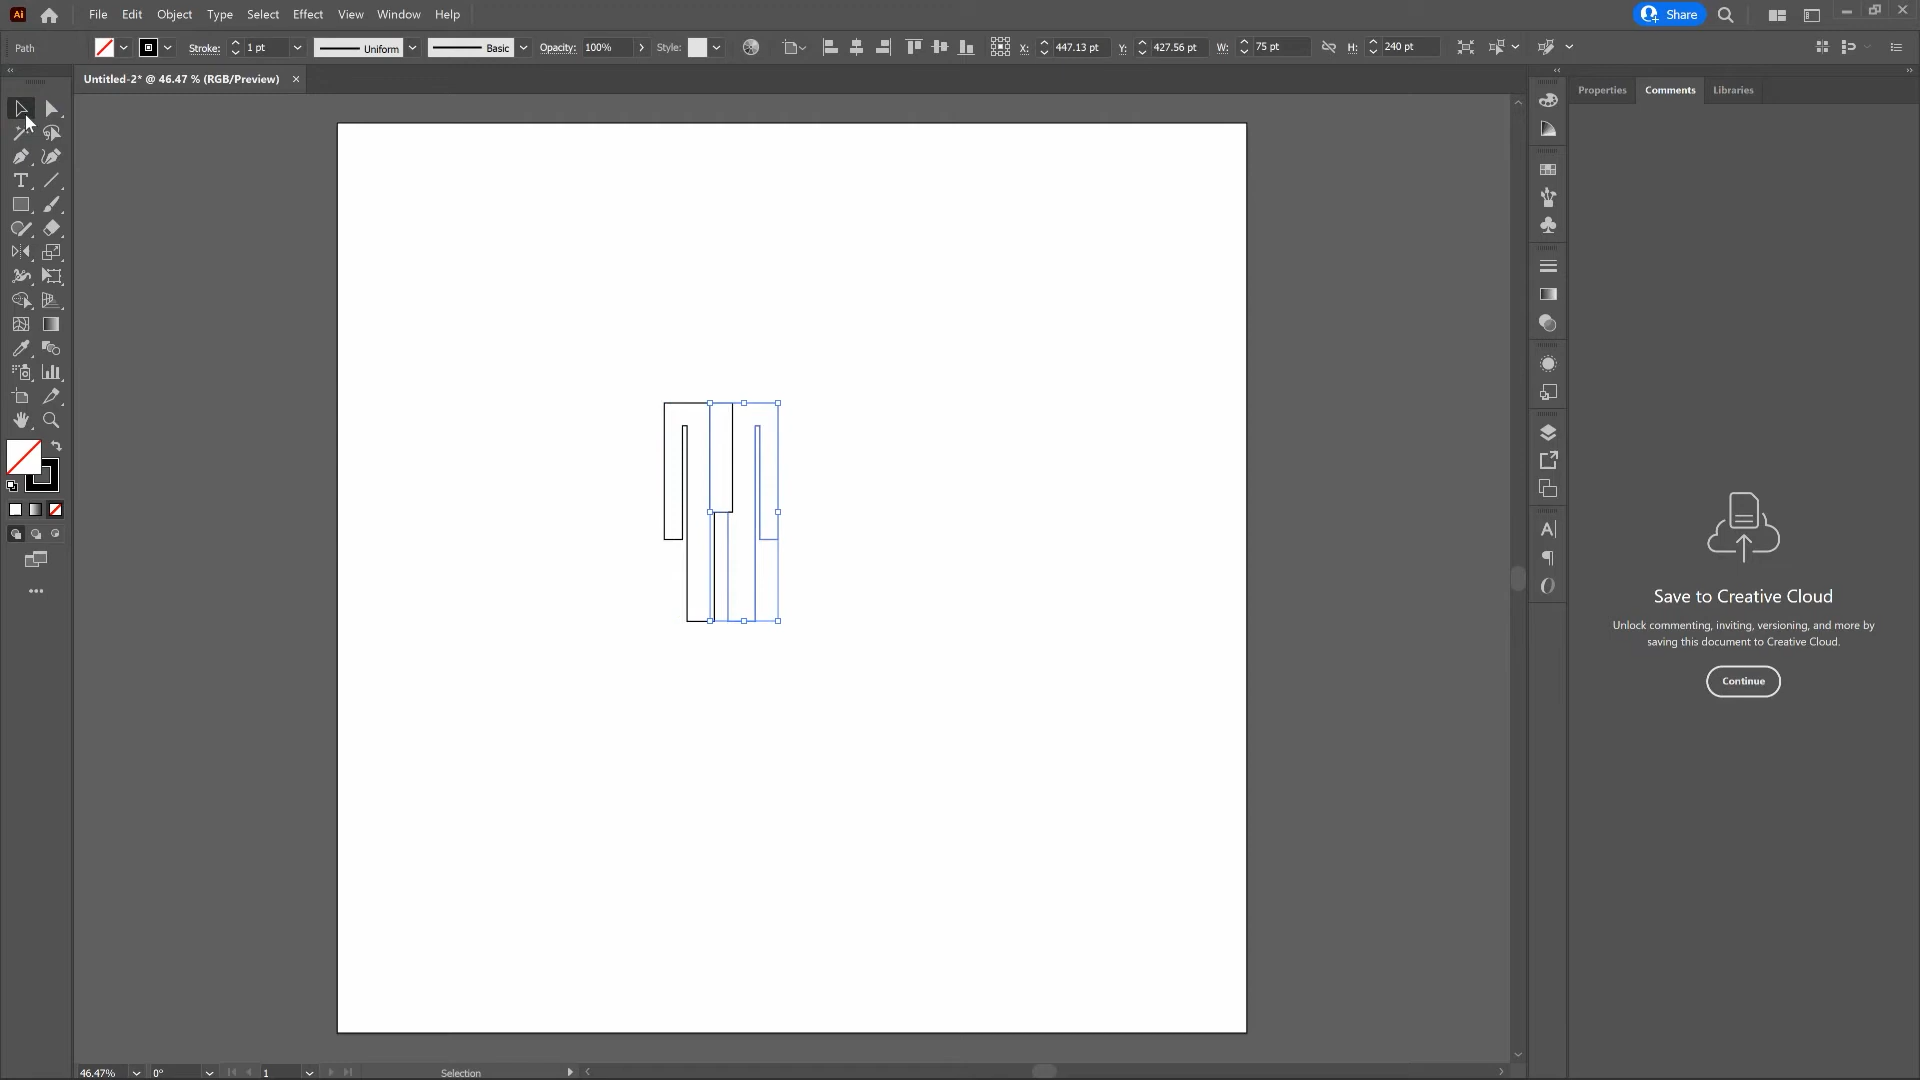 Ai File Edit Object Type Select Effect View Window Help Share
Path Stroke: 1 pt Uniform Basic Opacity: 100% Style: X: 447.13 pt Y: 427.56 pt W: 75 pt H: 240 pt
Untitled-2* @ 46.47 % (RGB/Preview) ×
Properties Comments Libraries
Save to Creative Cloud
Unlock commenting, inviting, versioning, and more by
saving this document to Creative Cloud.
Continue
46.47% 0° 1 Selection